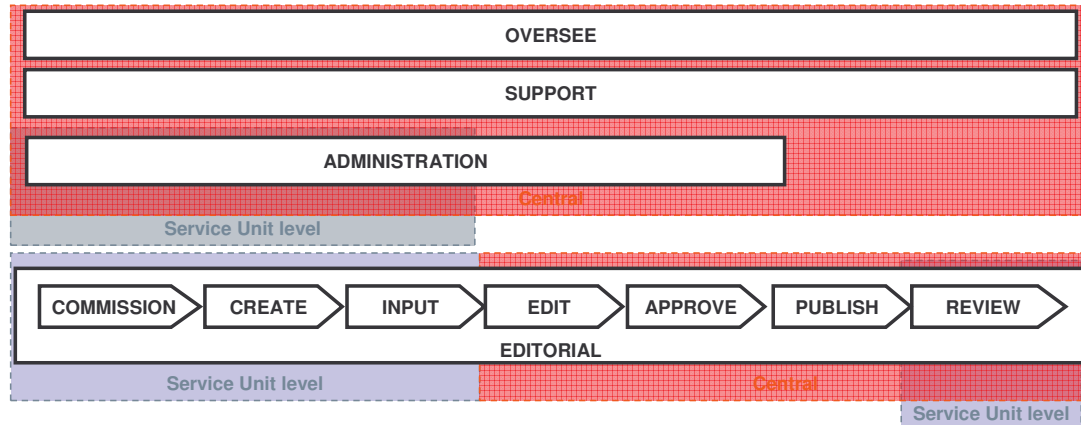 OVERSEE
SUPPORT
ADMINISTRATION
Central
Service Unit level
COMMISSION CREATE INPUT EDIT APPROVE PUBLISH REVIEW
EDITORIAL
Service Unit level Central
Service Unit level